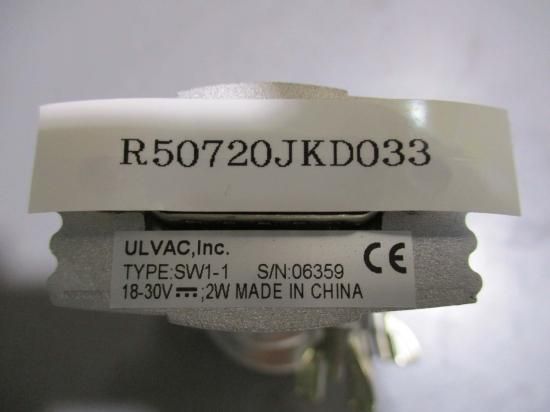 R50720JKD033
ULVAC,Inc.
TYPE:SW1-1 S/N:06359
18-30V⎓;2W MADE IN CHINA
CE